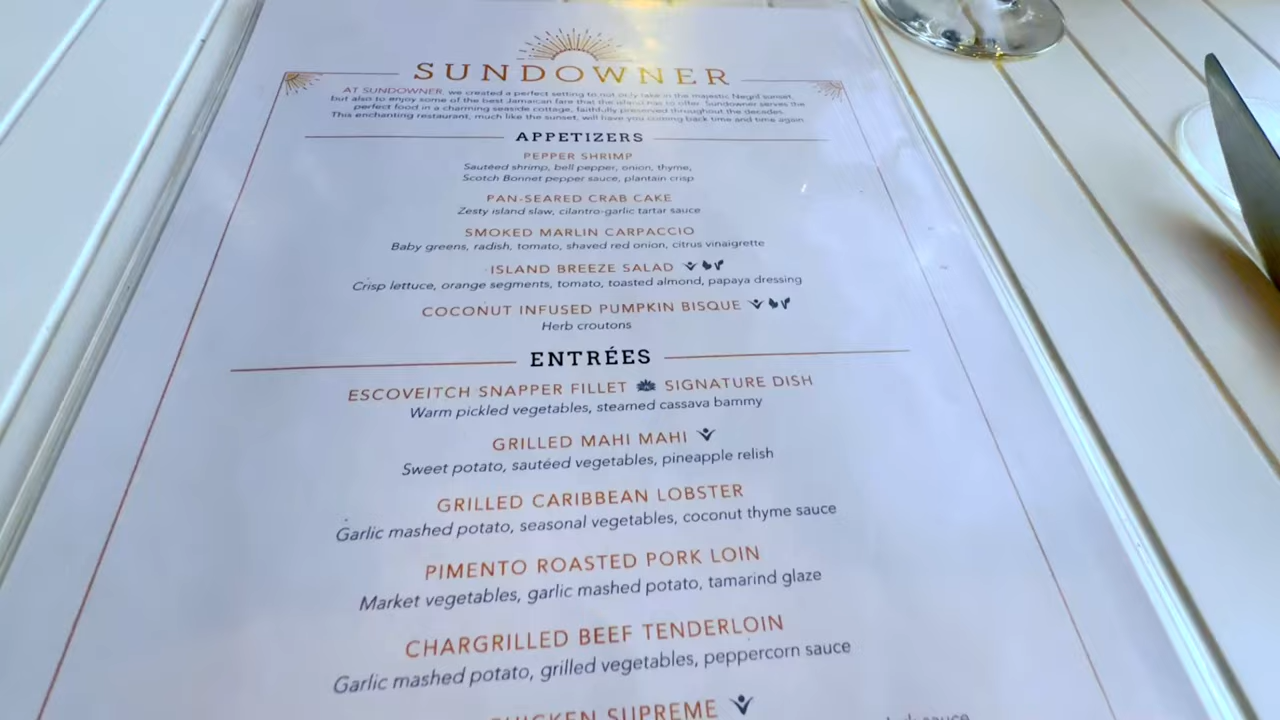 SUNDOWNER
AT SUNDOWNER, we created a perfect setting to not only take in the majestic Negril sunset,
but also to enjoy some of the best Jamaican fare that the island has to offer. Sundowner serves the
perfect food in a charming seaside cottage, faithfully preserved throughout the decades.
This enchanting restaurant, much like the sunset, will have you coming back time and time again.
APPETIZERS
PEPPER SHRIMP
Sautéed shrimp, bell pepper, onion, thyme,
Scotch Bonnet pepper sauce, plantain crisp
PAN-SEARED CRAB CAKE
Zesty island slaw, cilantro-garlic tartar sauce
SMOKED MARLIN CARPACCIO
Baby greens, radish, tomato, shaved red onion, citrus vinaigrette
ISLAND BREEZE SALAD
Crisp lettuce, orange segments, tomato, toasted almond, papaya dressing
COCONUT INFUSED PUMPKIN BISQUE
Herb croutons
ENTRÉES
ESCOVEITCH SNAPPER FILLET SIGNATURE DISH
Warm pickled vegetables, steamed cassava bammy
GRILLED MAHI MAHI
Sweet potato, sautéed vegetables, pineapple relish
GRILLED CARIBBEAN LOBSTER
Garlic mashed potato, seasonal vegetables, coconut thyme sauce
PIMENTO ROASTED PORK LOIN
Market vegetables, garlic mashed potato, tamarind glaze
CHARGRILLED BEEF TENDERLOIN
Garlic mashed potato, grilled vegetables, peppercorn sauce
CHICKEN SUPREME
sauce